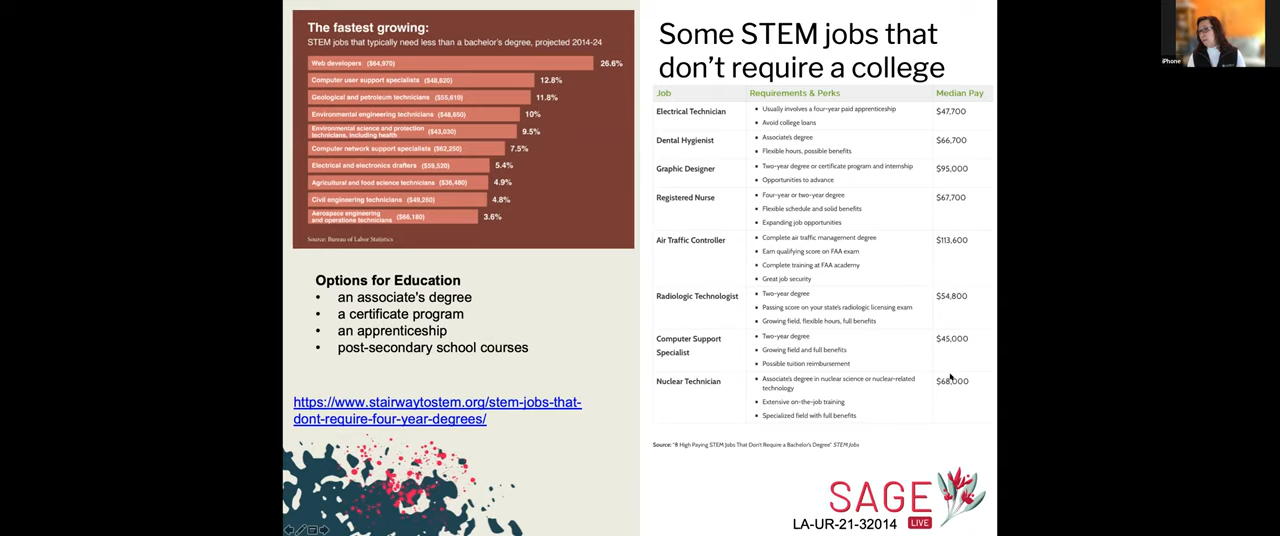 The fastest growing:
STEM jobs that typically need less than a bachelor's degree, projected 2014-24
Web developers ($64,970) 26.6%
Computer user support specialists ($48,620) 12.8%
Geological and petroleum technicians ($55,610) 11.8%
Environmental engineering technicians ($48,650) 10%
Environmental science and protection
technicians, including health ($43,030) 9.5%
Computer network support specialists ($62,250) 7.5%
Electrical and electronics drafters ($59,520) 5.4%
Agricultural and food science technicians ($36,480) 4.9%
Civil engineering technicians ($49,260) 4.8%
Aerospace engineering
and operations technicians ($66,180) 3.6%
Source: Bureau of Labor Statistics
Options for Education
• an associate's degree
• a certificate program
• an apprenticeship
• post-secondary school courses
https://www.stairwaytostem.org/stem-jobs-that-
dont-require-four-year-degrees/
Some STEM jobs that
don't require a college
Job Requirements & Perks Median Pay
Electrical Technician • Usually involves a four-year paid apprenticeship $47,700
• Avoid college loans
Dental Hygienist • Associate's degree $66,700
• Flexible hours, possible benefits
Graphic Designer • Two-year degree or certificate program and internship $95,000
• Opportunities to advance
Registered Nurse • Four-year or two-year degree $67,700
• Flexible schedule and solid benefits
• Expanding job opportunities
Air Traffic Controller • Complete air traffic management degree $113,600
• Earn qualifying score on FAA exam
• Complete training at FAA academy
• Great job security
Radiologic Technologist • Two-year degree $54,800
• Passing score on your state's radiologic licensing exam
• Growing field, flexible hours, full benefits
Computer Support
Specialist • Two-year degree $45,000
• Growing field and full benefits
• Possible tuition reimbursement
Nuclear Technician • Associate's degree in nuclear science or nuclear-related
technology $68,000
• Extensive on-the-job training
• Specialized field with full benefits
Source: "8 High Paying STEM Jobs That Don't Require a Bachelor's Degree" STEM Jobs
SAGE
LIVE
LA-UR-21-32014
iPhone